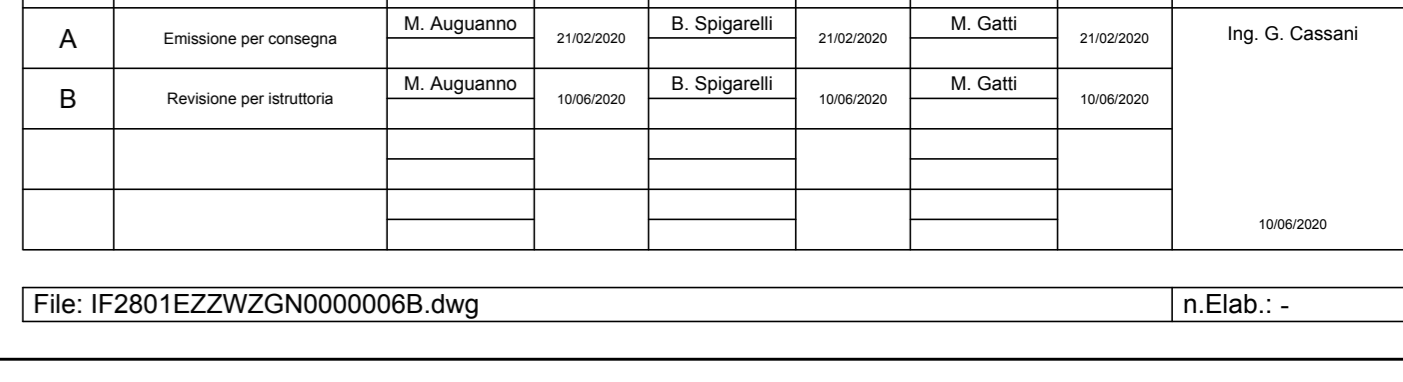 A Emissione per consegna M. Auguanno 21/02/2020 B. Spigarelli 21/02/2020 M. Gatti 21/02/2020 Ing. G. Cassani
B Revisione per istruttoria M. Auguanno 10/06/2020 B. Spigarelli 10/06/2020 M. Gatti 10/06/2020
10/06/2020
File: IF2801EZZWZGN0000006B.dwg n.Elab.: -